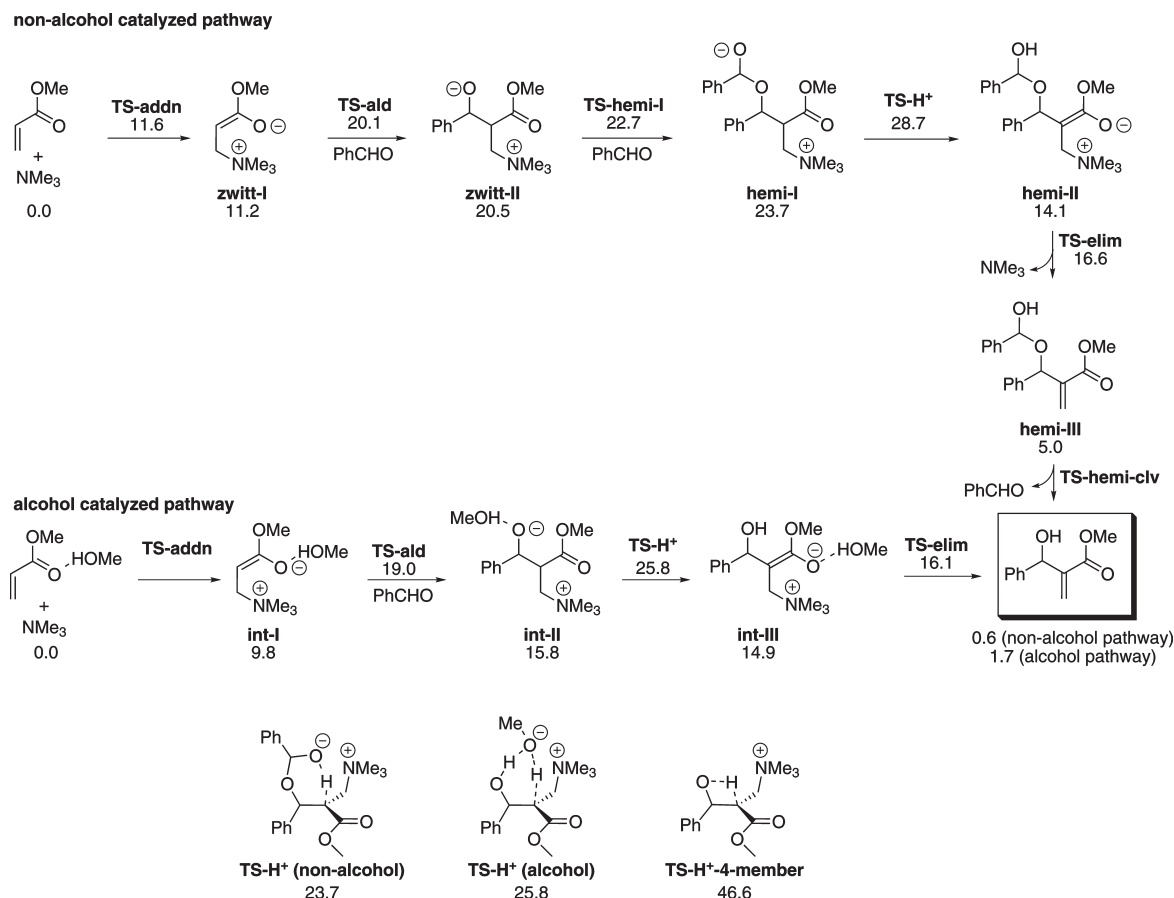 non-alcohol catalyzed pathway
OMe
O
+
NMe3
0.0
TS-addn
11.6
OMe
O ⊖
⊕
NMe3
zwitt-I
11.2
TS-ald
20.1
PhCHO
⊖ O OMe
Ph O
⊕
NMe3
zwitt-II
20.5
TS-hemi-I
22.7
PhCHO
⊖ O
Ph O OMe
Ph O
⊕
NMe3
hemi-I
23.7
TS-H+
28.7
OH
Ph O OMe
Ph O ⊖
⊕
NMe3
hemi-II
14.1
TS-elim
16.6
NMe3
OH
Ph O OMe
Ph O
hemi-III
5.0
TS-hemi-clv
PhCHO
alcohol catalyzed pathway
OMe
O HOMe
+
NMe3
0.0
TS-addn
OMe
O ⊖ HOMe
⊕
NMe3
int-I
9.8
TS-ald
19.0
PhCHO
MeOH O ⊖ OMe
Ph O
⊕
NMe3
int-II
15.8
TS-H+
25.8
OH OMe ⊖
Ph O HOMe
⊕
NMe3
int-III
14.9
TS-elim
16.1
OH OMe
Ph O
0.6 (non-alcohol pathway)
1.7 (alcohol pathway)
Ph O ⊖ ⊕
H NMe3
O
Ph O
O
TS-H+ (non-alcohol)
23.7
Me ⊖
O ⊕
H H NMe3
O
Ph O
O
TS-H+ (alcohol)
25.8
⊕
O H NMe3
Ph O
O
TS-H+-4-member
46.6